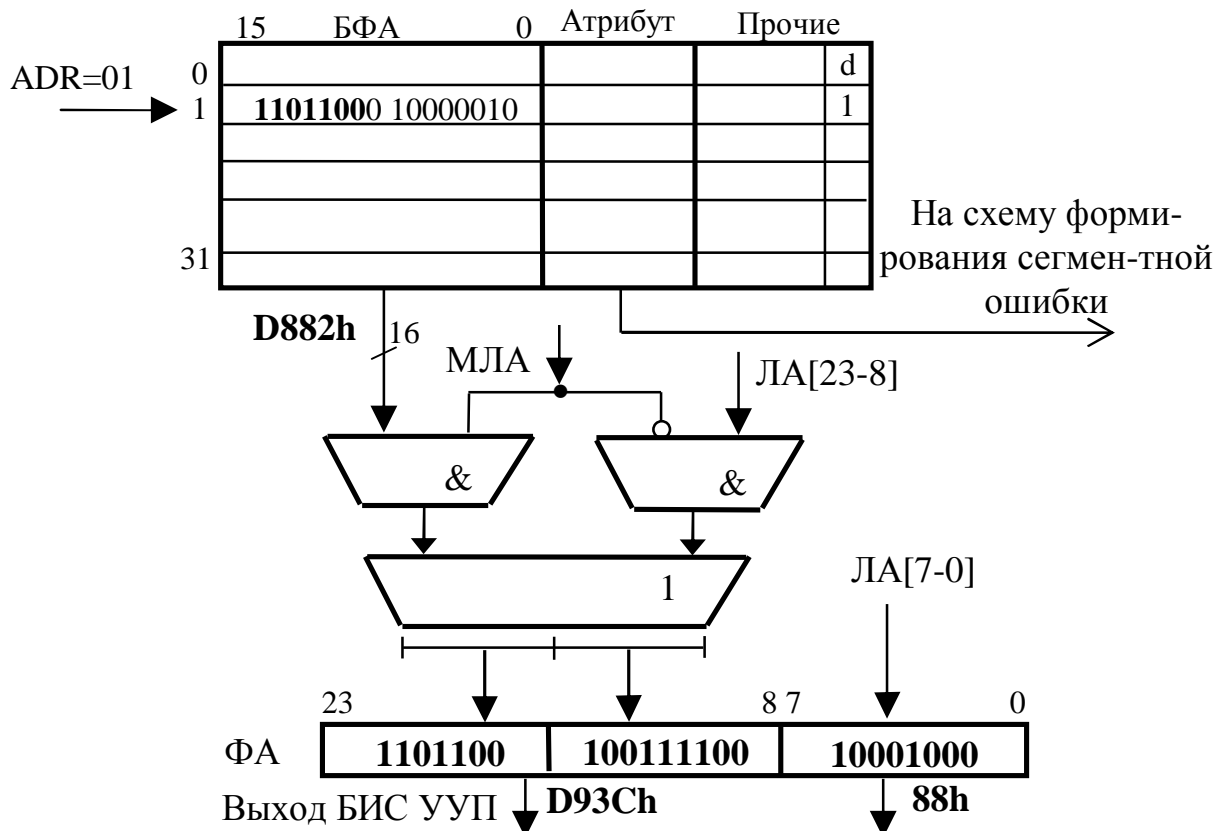 15 БФА 0 Атрибут Прочие
d
ADR=01
0
1 11011000 10000010 1
31
На схему форми-
рования сегмен-тной
ошибки
D882h
16
МЛА
ЛА[23-8]
& &
1
ЛА[7-0]
23 8 7 0
ФА 1101100 100111100 10001000
Выход БИС УУП D93Ch 88h